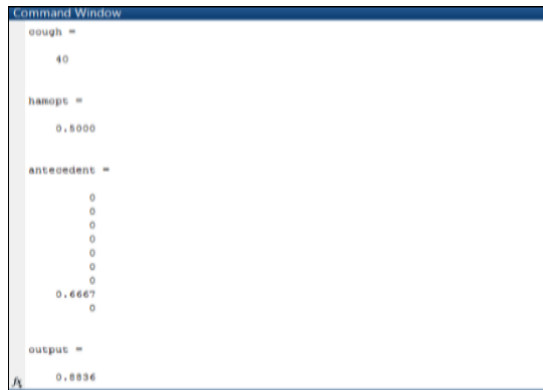 Command Window
cough =
40
hamopt =
0.5000
antecedent =
0
0
0
0
0
0
0
0.6667
0
output =
0.8836
fx